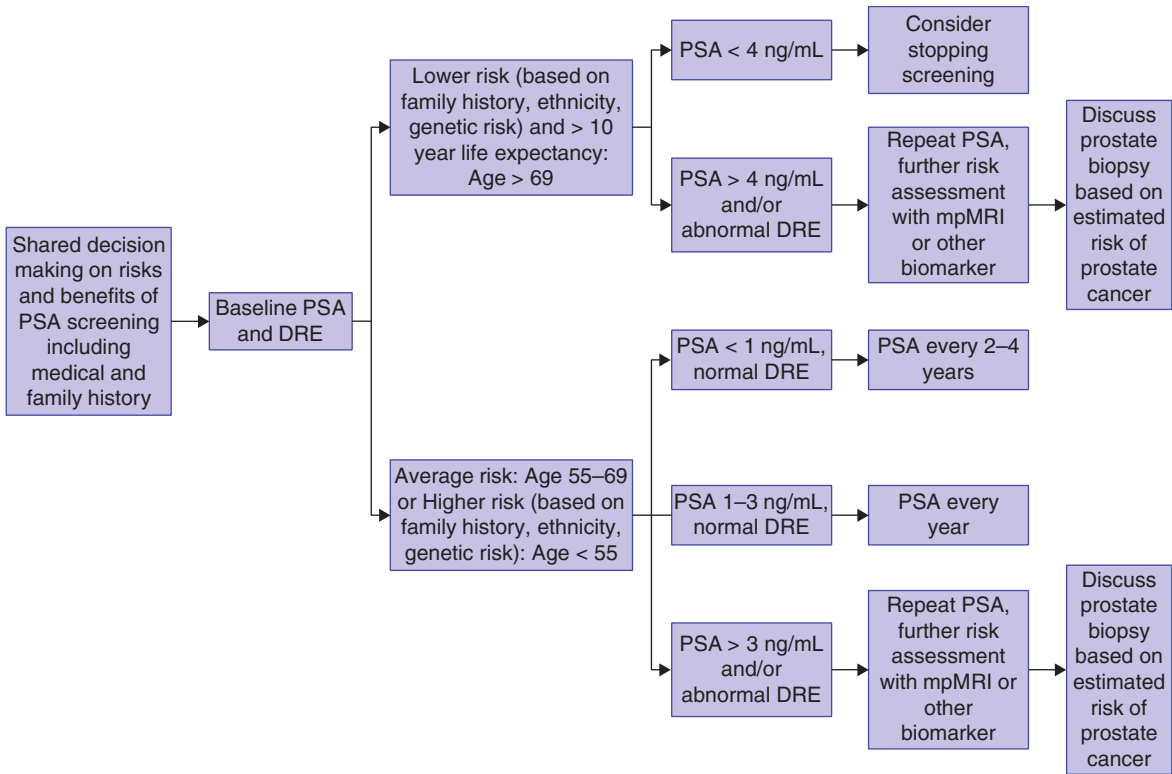 Shared decision
making on risks
and benefits of
PSA screening
including
medical and
family history
Baseline PSA
and DRE
Lower risk (based on
family history, ethnicity,
genetic risk) and > 10
year life expectancy:
Age > 69
PSA < 4 ng/mL
Consider
stopping
screening
PSA > 4 ng/mL
and/or
abnormal DRE
Repeat PSA,
further risk
assessment
with mpMRI
or other
biomarker
Discuss
prostate
biopsy
based on
estimated
risk of
prostate
cancer
Average risk: Age 55–69
or Higher risk (based on
family history, ethnicity,
genetic risk): Age < 55
PSA < 1 ng/mL,
normal DRE
PSA every 2–4
years
PSA 1–3 ng/mL,
normal DRE
PSA every
year
PSA > 3 ng/mL
and/or
abnormal DRE
Repeat PSA,
further risk
assessment
with mpMRI or
other
biomarker
Discuss
prostate
biopsy
based on
estimated
risk of
prostate
cancer